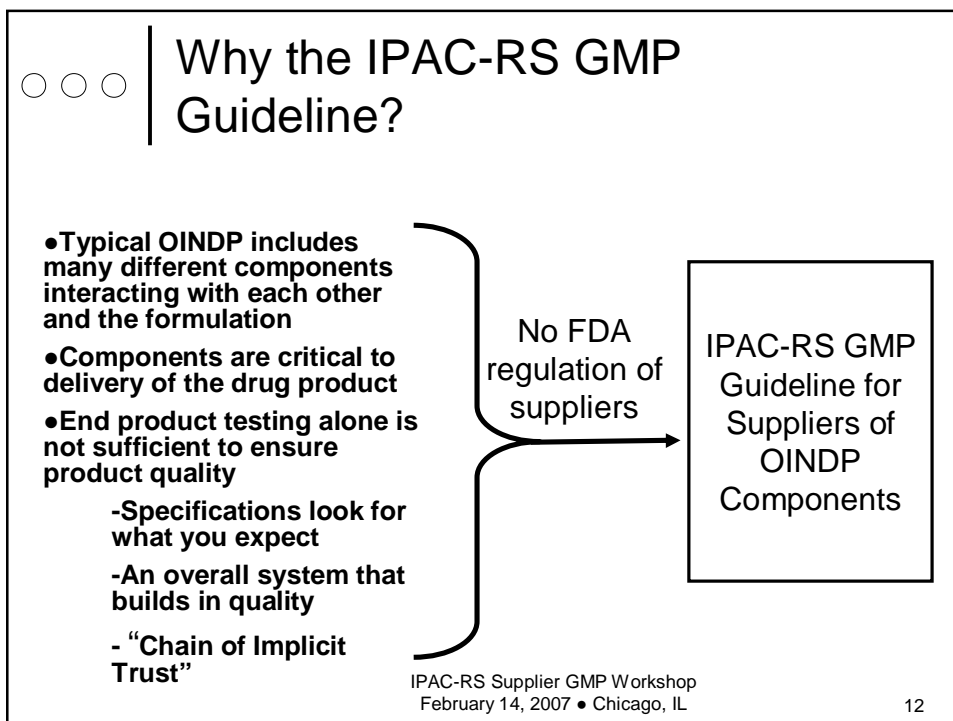 Why the IPAC-RS GMP
Guideline?
●Typical OINDP includes
many different components
interacting with each other
and the formulation
●Components are critical to
delivery of the drug product
●End product testing alone is
not sufficient to ensure
product quality
-Specifications look for
what you expect
-An overall system that
builds in quality
- “Chain of Implicit
Trust”
No FDA
regulation of
suppliers
IPAC-RS GMP
Guideline for
Suppliers of
OINDP
Components
IPAC-RS Supplier GMP Workshop
February 14, 2007 ● Chicago, IL
12